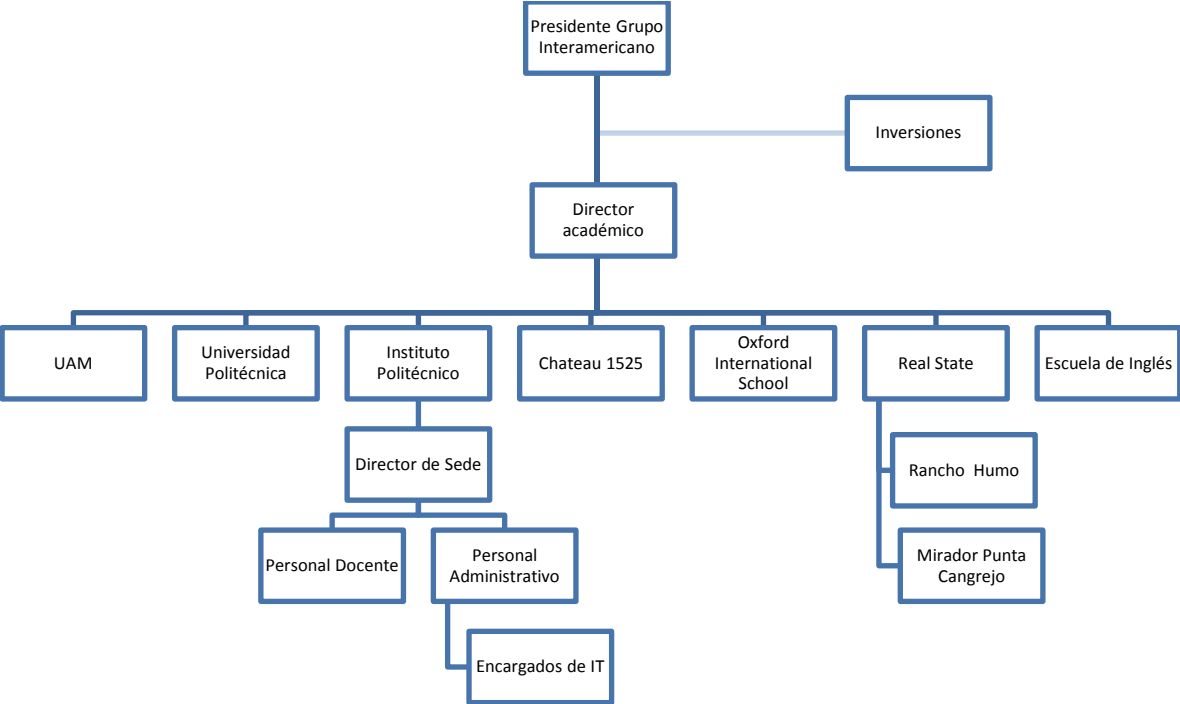 Presidente Grupo
Interamericano
Inversiones
Director
académico
UAM
Universidad
Politécnica
Instituto
Politécnico
Chateau 1525
Oxford
International
School
Real State
Escuela de Inglés
Director de Sede
Rancho Humo
Personal Docente
Personal
Administrativo
Mirador Punta
Cangrejo
Encargados de IT